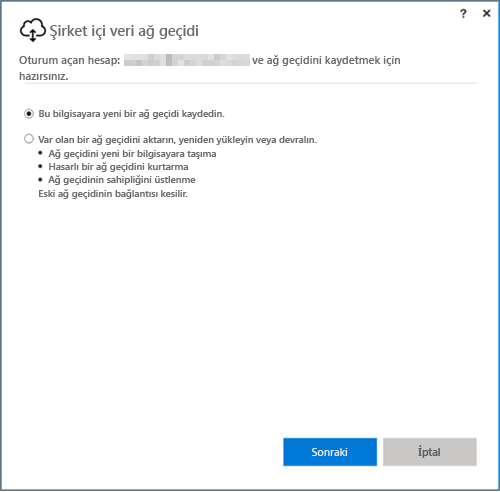 ? ✕
Şirket içi veri ağ geçidi
Oturum açan hesap: ve ağ geçidini kaydetmek için
hazırsınız.
Bu bilgisayara yeni bir ağ geçidi kaydedin.
Var olan bir ağ geçidini aktarın, yeniden yükleyin veya devralın.
• Ağ geçidini yeni bir bilgisayara taşıma
• Hasarlı bir ağ geçidini kurtarma
• Ağ geçidinin sahipliğini üstlenme
Eski ağ geçidinin bağlantısı kesilir.
Sonraki İptal